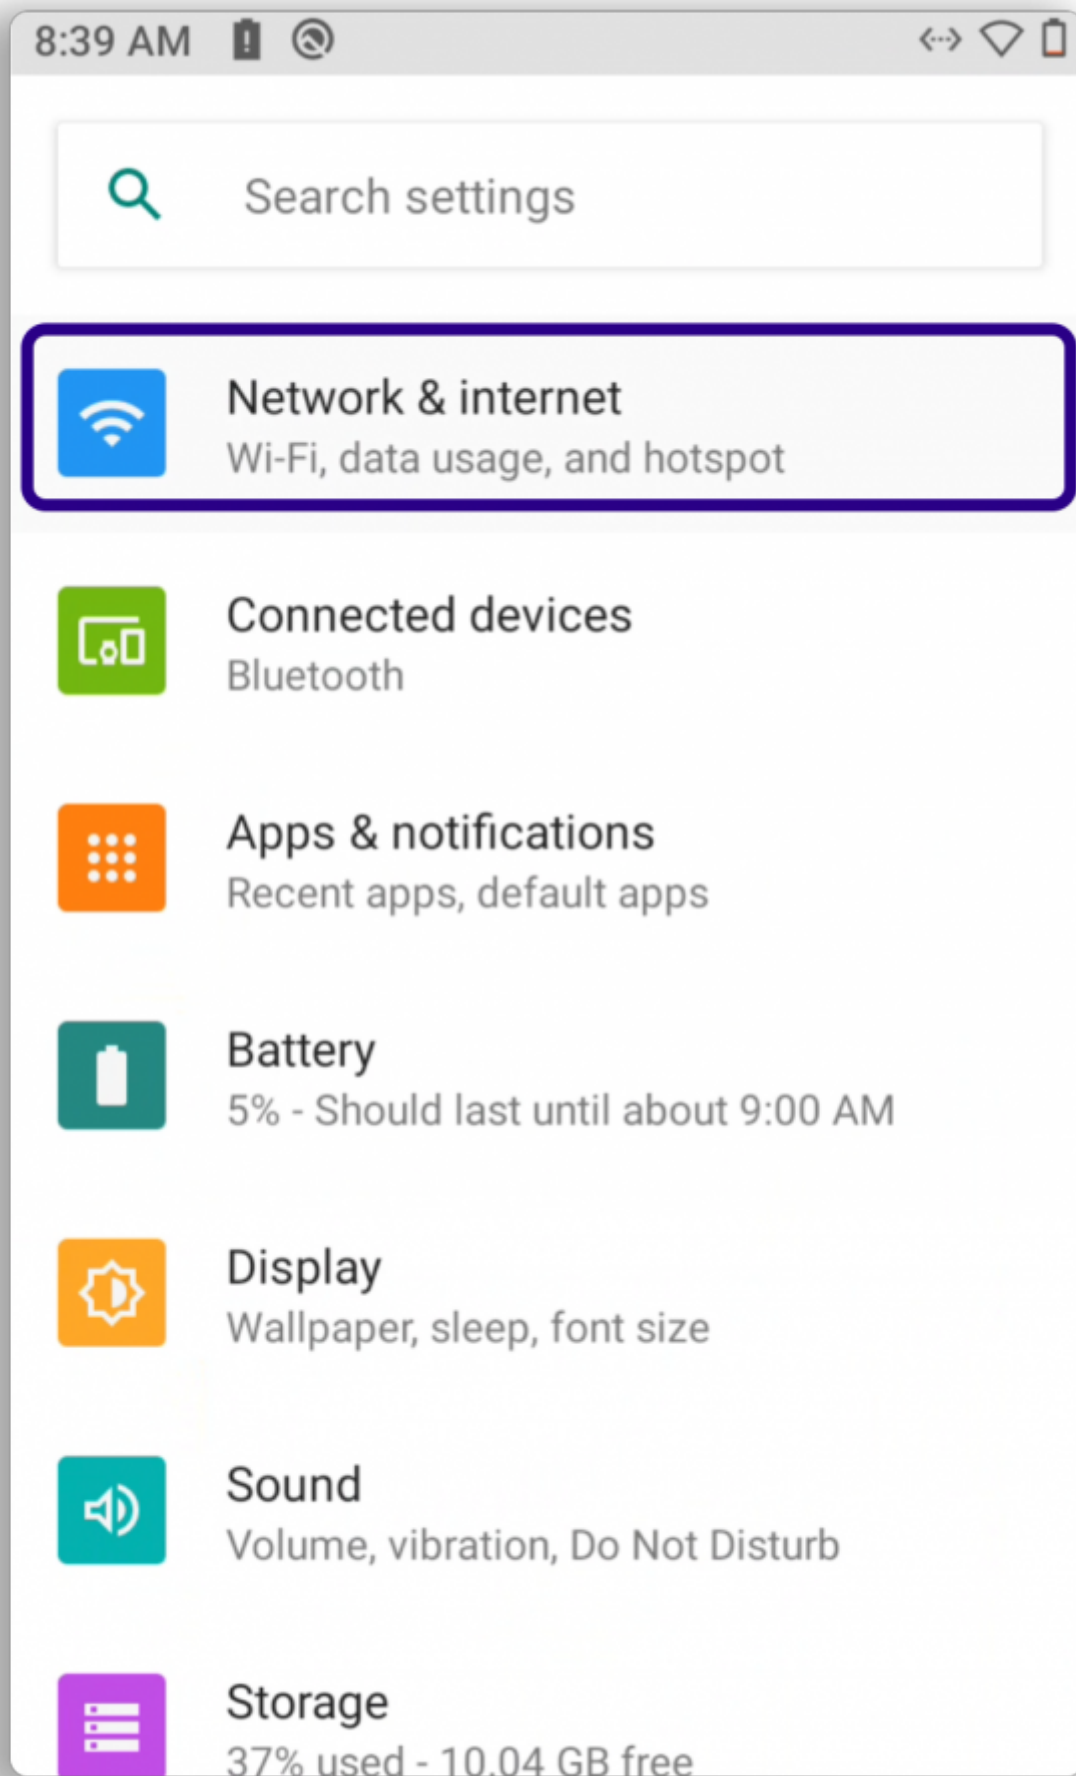 8:39 AM
Search settings
Network & internet
Wi-Fi, data usage, and hotspot
Connected devices
Bluetooth
Apps & notifications
Recent apps, default apps
Battery
5% - Should last until about 9:00 AM
Display
Wallpaper, sleep, font size
Sound
Volume, vibration, Do Not Disturb
Storage
37% used - 10.04 GB free